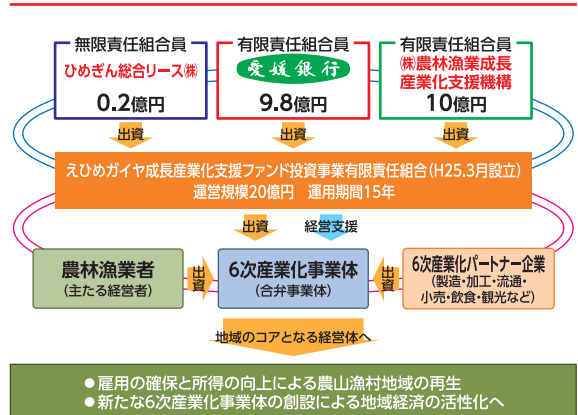 無限責任組合員
ひめぎん総合リース㈱
0.2億円
有限責任組合員
愛媛銀行
9.8億円
有限責任組合員
㈱農林漁業成長
産業化支援機構
10億円
出資
出資
出資
えひめガイヤ成長産業化支援ファンド投資事業有限責任組合(H25.3月設立)
運営規模20億円 運用期間15年
出資
経営支援
農林漁業者
(主たる経営者)
出資
6次産業化事業体
(合弁事業体)
出資
6次産業化パートナー企業
(製造・加工・流通・
小売・飲食・観光など)
地域のコアとなる経営体へ
●雇用の確保と所得の向上による農山漁村地域の再生
●新たな6次産業化事業体の創設による地域経済の活性化へ